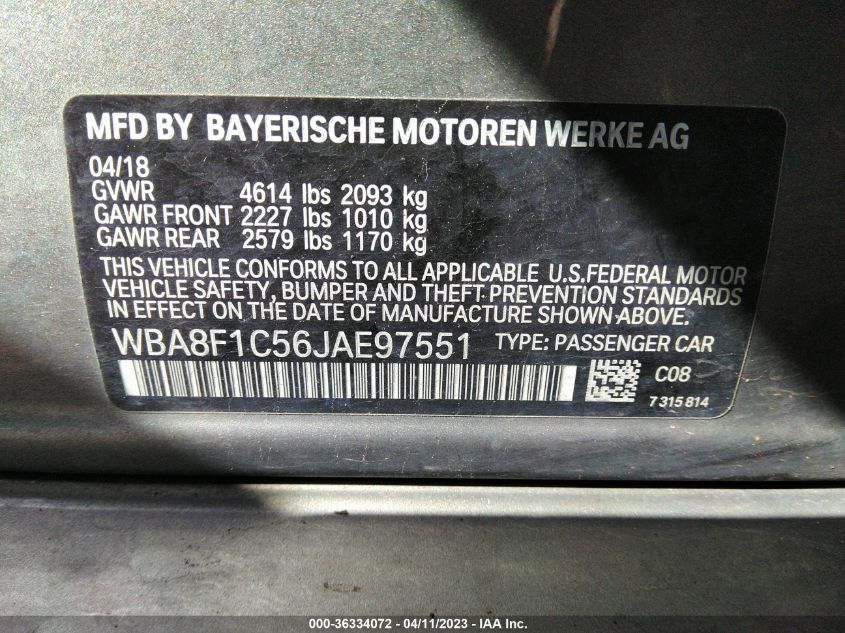 MFD BY BAYERISCHE MOTOREN WERKE AG
04/18
GVWR 4614 lbs 2093 kg
GAWR FRONT 2227 lbs 1010 kg
GAWR REAR 2579 lbs 1170 kg
THIS VEHICLE CONFORMS TO ALL APPLICABLE U.S.FEDERAL MOTOR
VEHICLE SAFETY, BUMPER AND THEFT PREVENTION STANDARDS
IN EFFECT ON THE DATE OF MANUFACTURE SHOWN ABOVE.
WBA8F1C56JAE97551 TYPE: PASSENGER CAR
C08
7315814
000-36334072 - 04/11/2023 - IAA Inc.